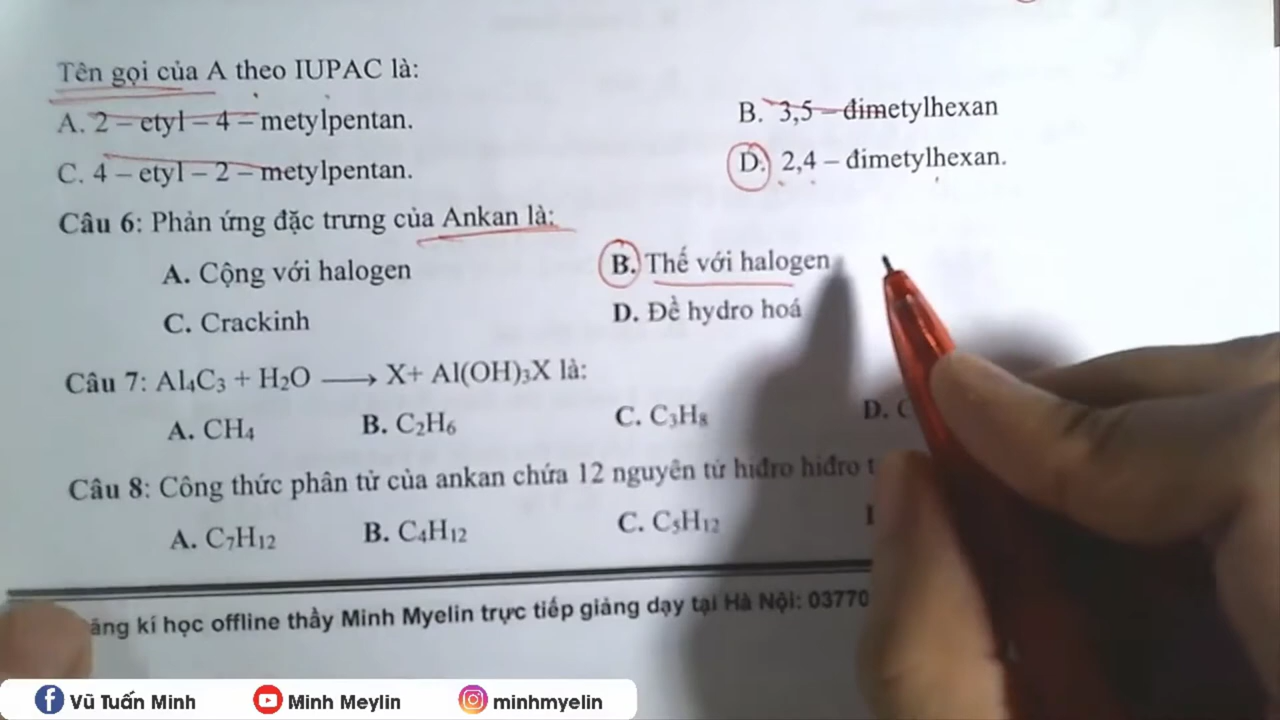 Tên gọi của A theo IUPAC là:
A. 2 – etyl – 4 – metylpentan.
B. 3,5 – đimetylhexan
C. 4 – etyl – 2 – metylpentan.
D. 2,4 – đimetylhexan.
Câu 6: Phản ứng đặc trưng của Ankan là:
A. Cộng với halogen
B. Thế với halogen
C. Crackinh
D. Đề hydro hoá
Câu 7: Al₄C₃ + H₂O ⟶ X+ Al(OH)₃X là:
A. CH₄
B. C₂H₆
C. C₃H₈
D. C
Câu 8: Công thức phân tử của ankan chứa 12 nguyên tử hiđro hiđro t
A. C₇H₁₂
B. C₄H₁₂
C. C₅H₁₂
ăng kí học offline thầy Minh Myelin trực tiếp giảng dạy tại Hà Nội: 03770
Vũ Tuấn Minh
Minh Meylin
minhmyelin